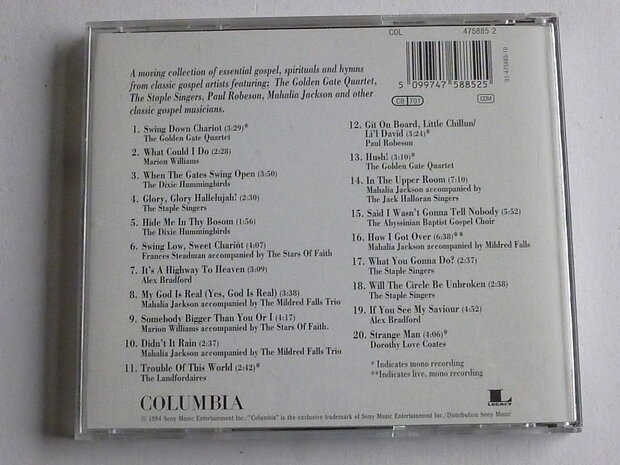 COL 475885 2
A moving collection of essential gospel, spirituals and hymns
from classic gospel artists featuring; The Golden Gate Quartet,
The Staple Singers, Paul Robeson, Mahalia Jackson and other
classic gospel musicians.
5 099747 588525
01-475885-10
CB 701
CDM
1. Swing Down Chariot (3:29)*
The Golden Gate Quartet
2. What Could I Do (2:28)
Marion Williams
3. When The Gates Swing Open (3:50)
The Dixie Hummingbirds
4. Glory, Glory Hallelujah! (2:30)
The Staple Singers
5. Hide Me In Thy Bosom (1:56)
The Dixie Hummingbirds
6. Swing Low, Sweet Chariot (4:07)
Frances Steadman accompanied by The Stars Of Faith
7. It's A Highway To Heaven (3:09)
Alex Bradford
8. My God Is Real (Yes, God Is Real) (3:38)
Mahalia Jackson accompanied by The Mildred Falls Trio
9. Somebody Bigger Than You Or I (4:17)
Marion Williams accompanied by The Stars Of Faith.
10. Didn't It Rain (2:37)
Mahalia Jackson accompanied by The Mildred Falls Trio
11. Trouble Of This World (2:42)*
The Landfordaires
12. Git On Board, Little Chillun/
Li'l David (3:24)*
Paul Robeson
13. Hush! (3:10)*
The Golden Gate Quartet
14. In The Upper Room (7:10)
Mahalia Jackson accompanied by
The Jack Halloran Singers
15. Said I Wasn't Gonna Tell Nobody (5:52)
The Abyssinian Baptist Gospel Choir
16. How I Got Over (6:38)**
Mahalia Jackson accompanied by Mildred Falls
17. What You Gonna Do? (2:37)
The Staple Singers
18. Will The Circle Be Unbroken (2:38)
The Staple Singers
19. If You See My Saviour (4:52)
Alex Bradford
20. Strange Man (4:06)*
Dorothy Love Coates
* Indicates mono recording
**Indicates live, mono recording
COLUMBIA
L
LEGACY
© 1994 Sony Music Entertainment Inc./"Columbia" is the exclusive trademark of Sony Music Entertainment Inc./Distribution Sony Music